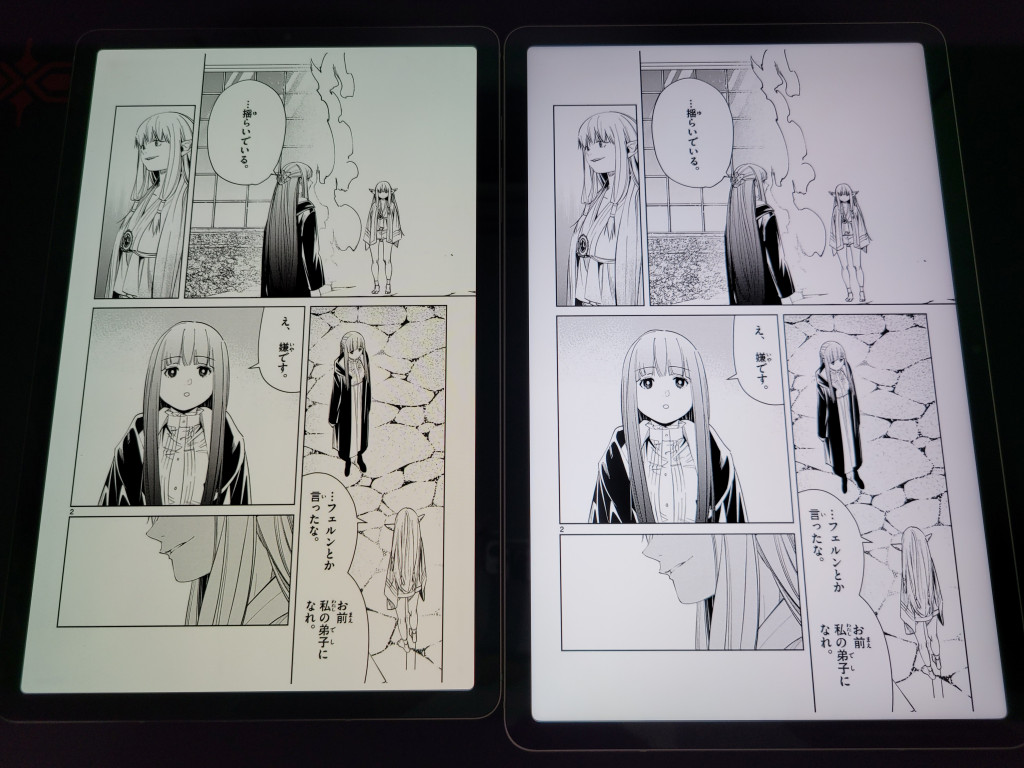 …揺らいでいる。
え、
嫌です。
…フェルンとか
言ったな。
お前
私の弟子に
なれ。
2
…揺らいでいる。
え、
嫌です。
…フェルンとか
言ったな。
お前
私の弟子に
なれ。
2